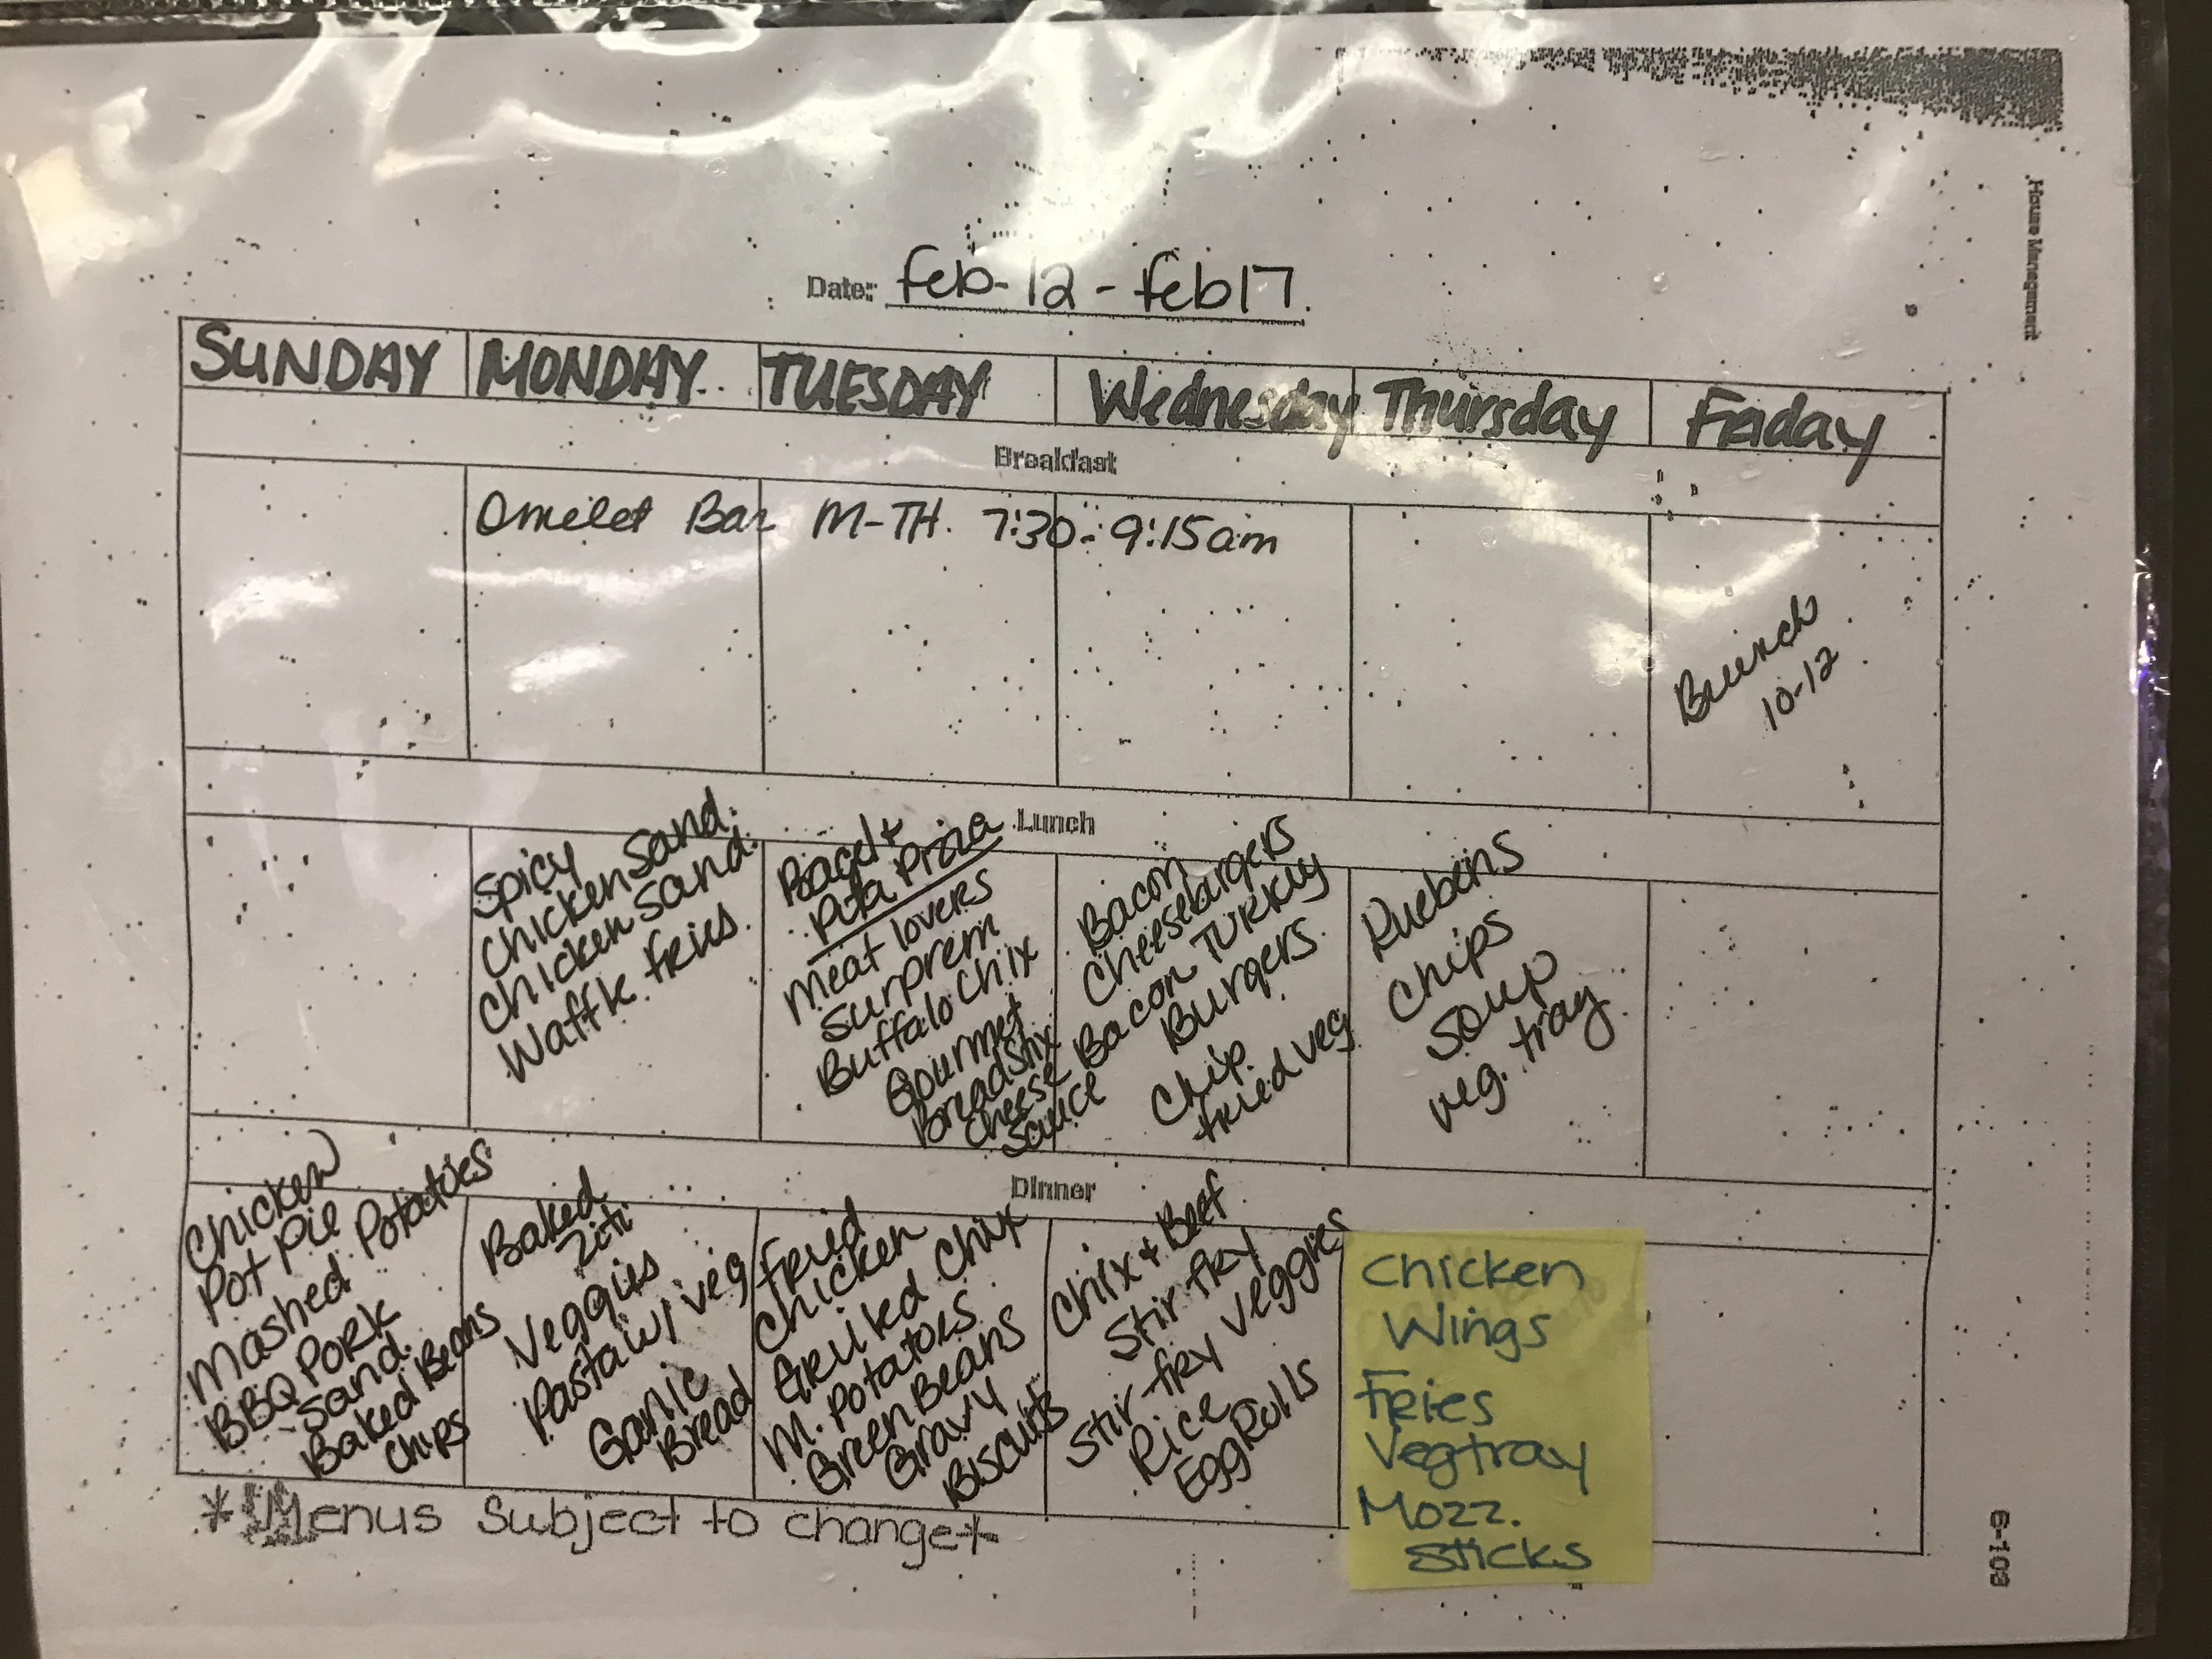 House Management
Date: feb-12-feb17.
SUNDAY MONDAY. TUESDAY Wednesday Thursday Friday
Breakfast
Omelet Bar M-TH. 7:30-9:15am
Brunch
10-12
Lunch
Spicy
Chicken Sand.
Chicken Sand.
Waffle fries.
Bagel +
Pita Pizza
Meat lovers
Surprem
Buffalo Chix
Gourmet
Breadstix
Cheese
Sauce
Bacon
Cheeseburgers
Bacon Turkey
Burgers.
Chip.
fried veg
Ruebens
Chips
Soup
veg. tray
Dinner
Chicken
Pot Pie
Mashed Potatoes
BBQ Pork
Sand.
Baked Beans
Chips
Baked
Ziti
Veggies
Pasta w/ veg
Garlic
Bread
Fried
Chicken
Grilled Chix
M. Potatoes
Green Beans
Gravy
Biscuits
Chix + Beef
Stir fry
Stir fry Veggies
Rice
Egg Rolls
Chicken
Wings
Fries
Vegtray
Mozz.
Sticks
*Menus Subject to change*
6-103